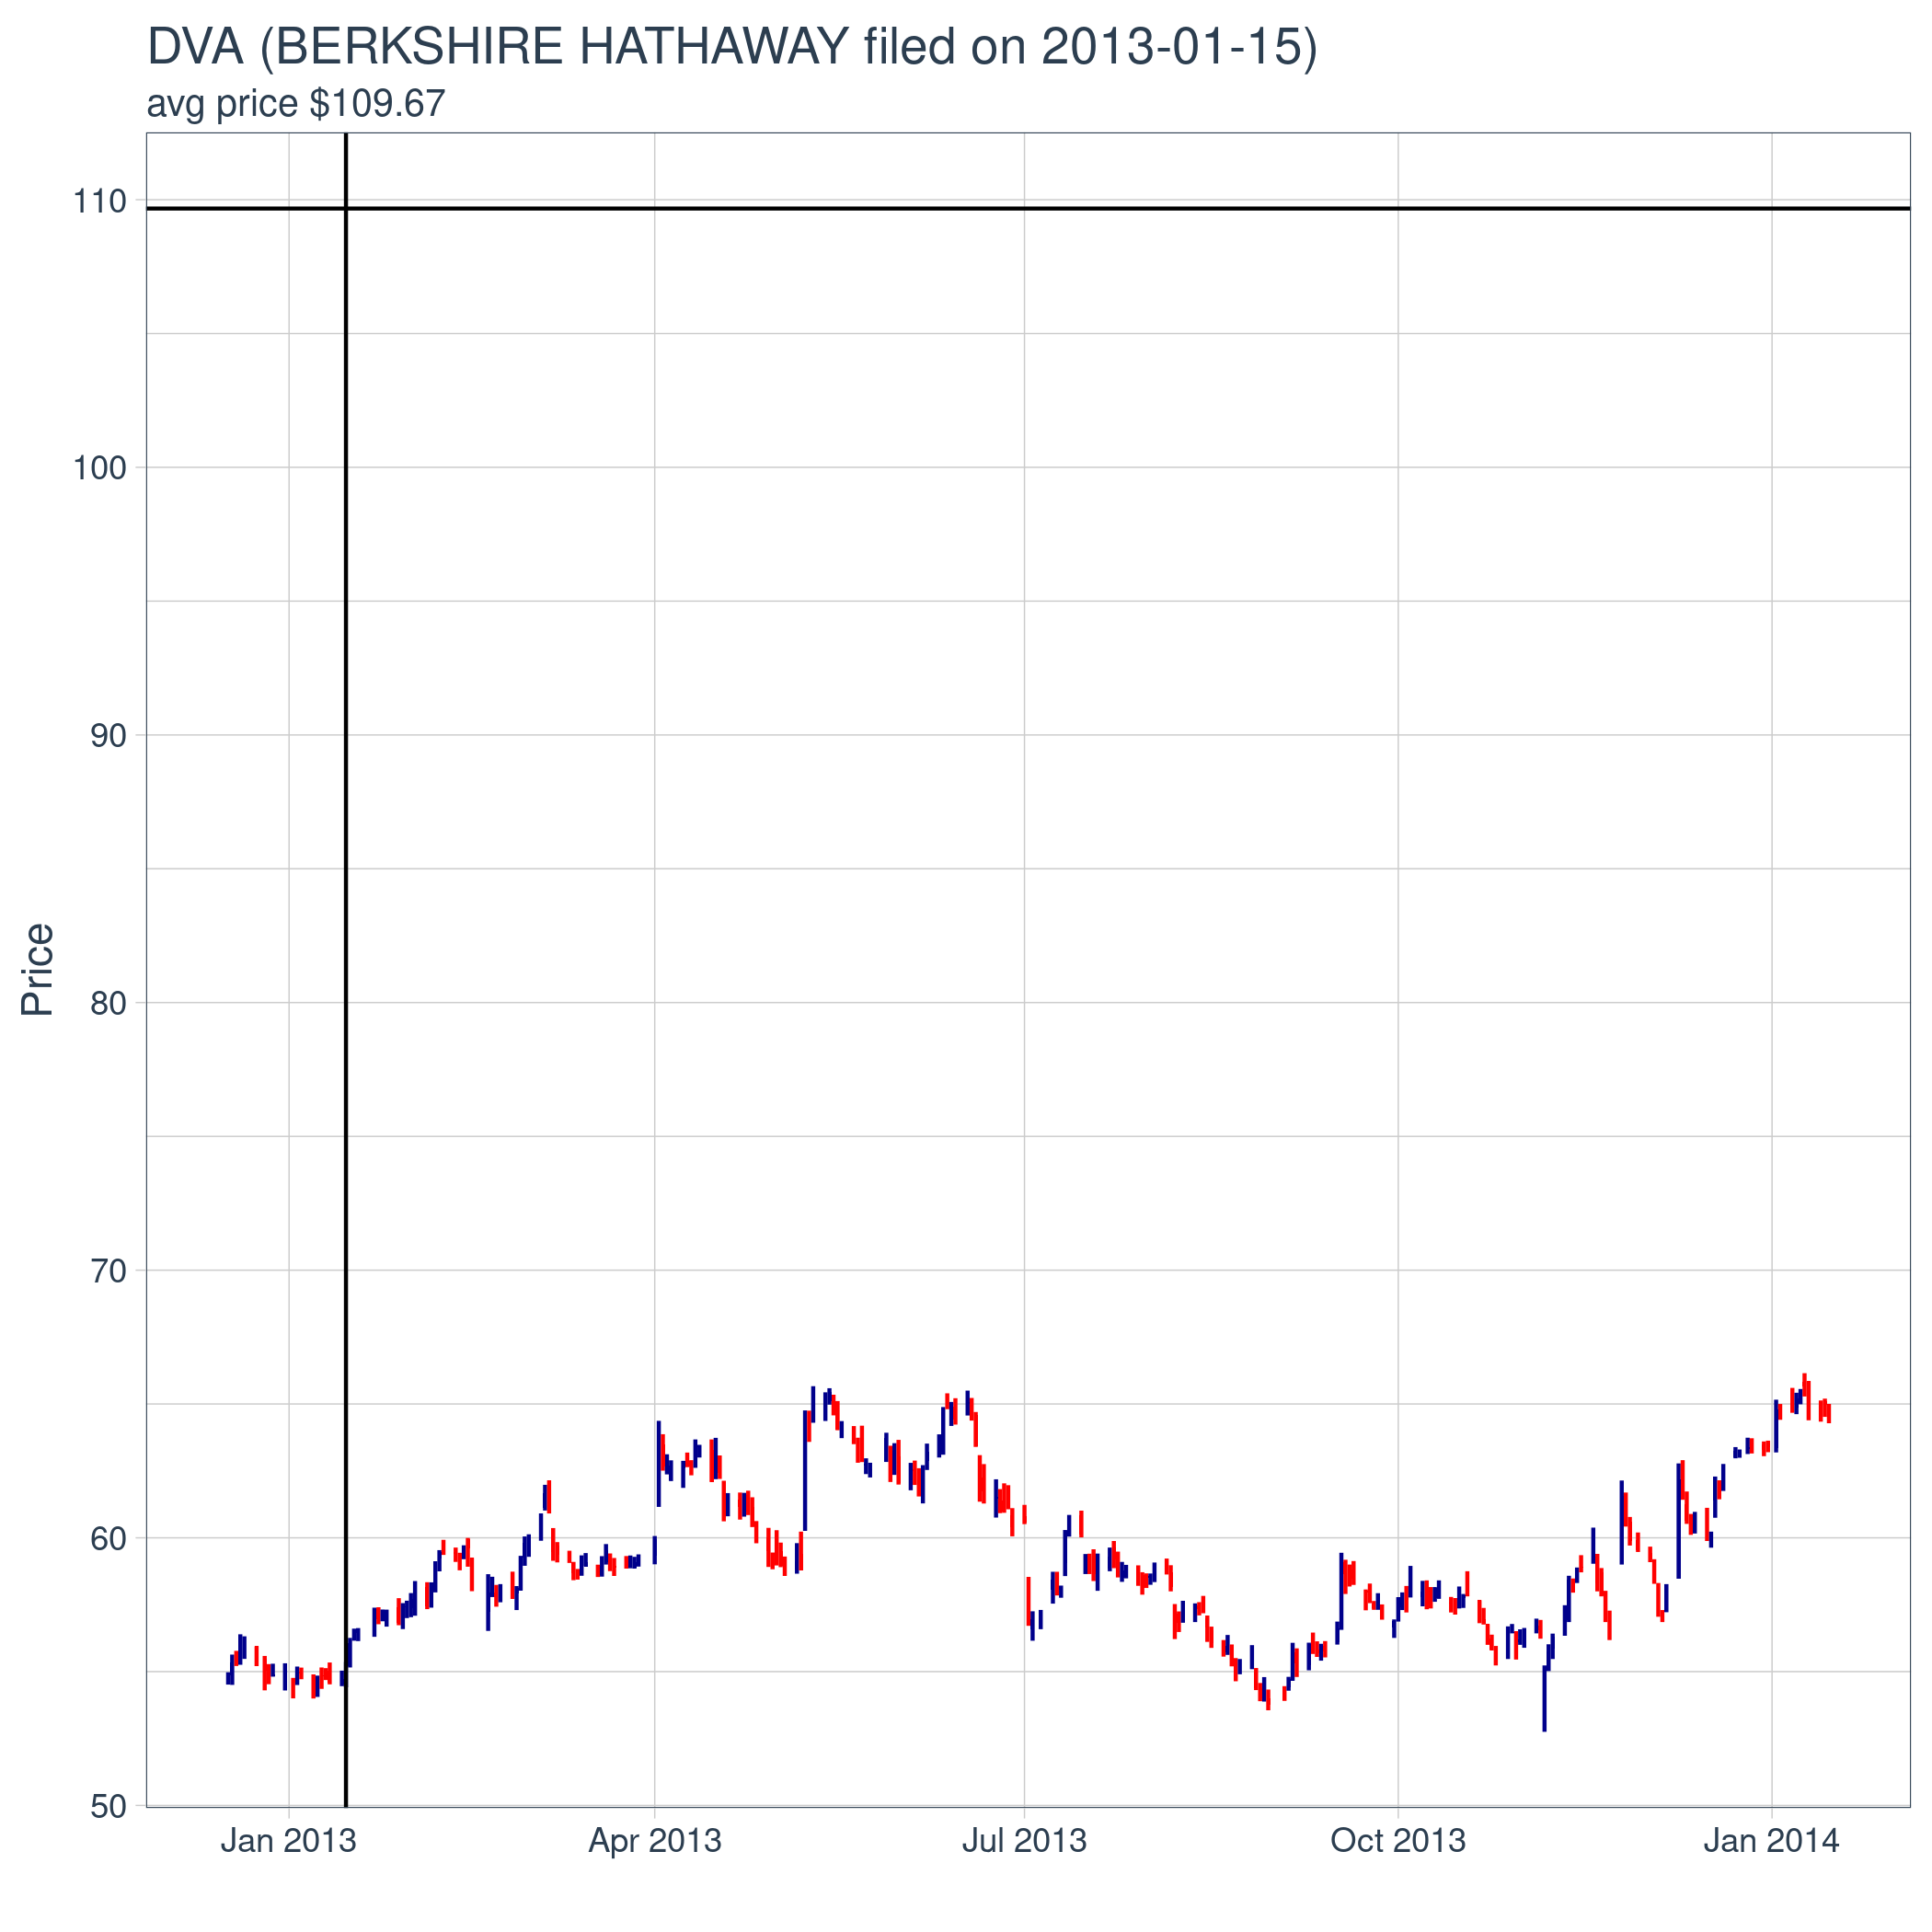 DVA (BERKSHIRE HATHAWAY filed on 2013-01-15)
avg price $109.67
110
100
90
80
70
60
50
Price
Jan 2013
Apr 2013
Jul 2013
Oct 2013
Jan 2014